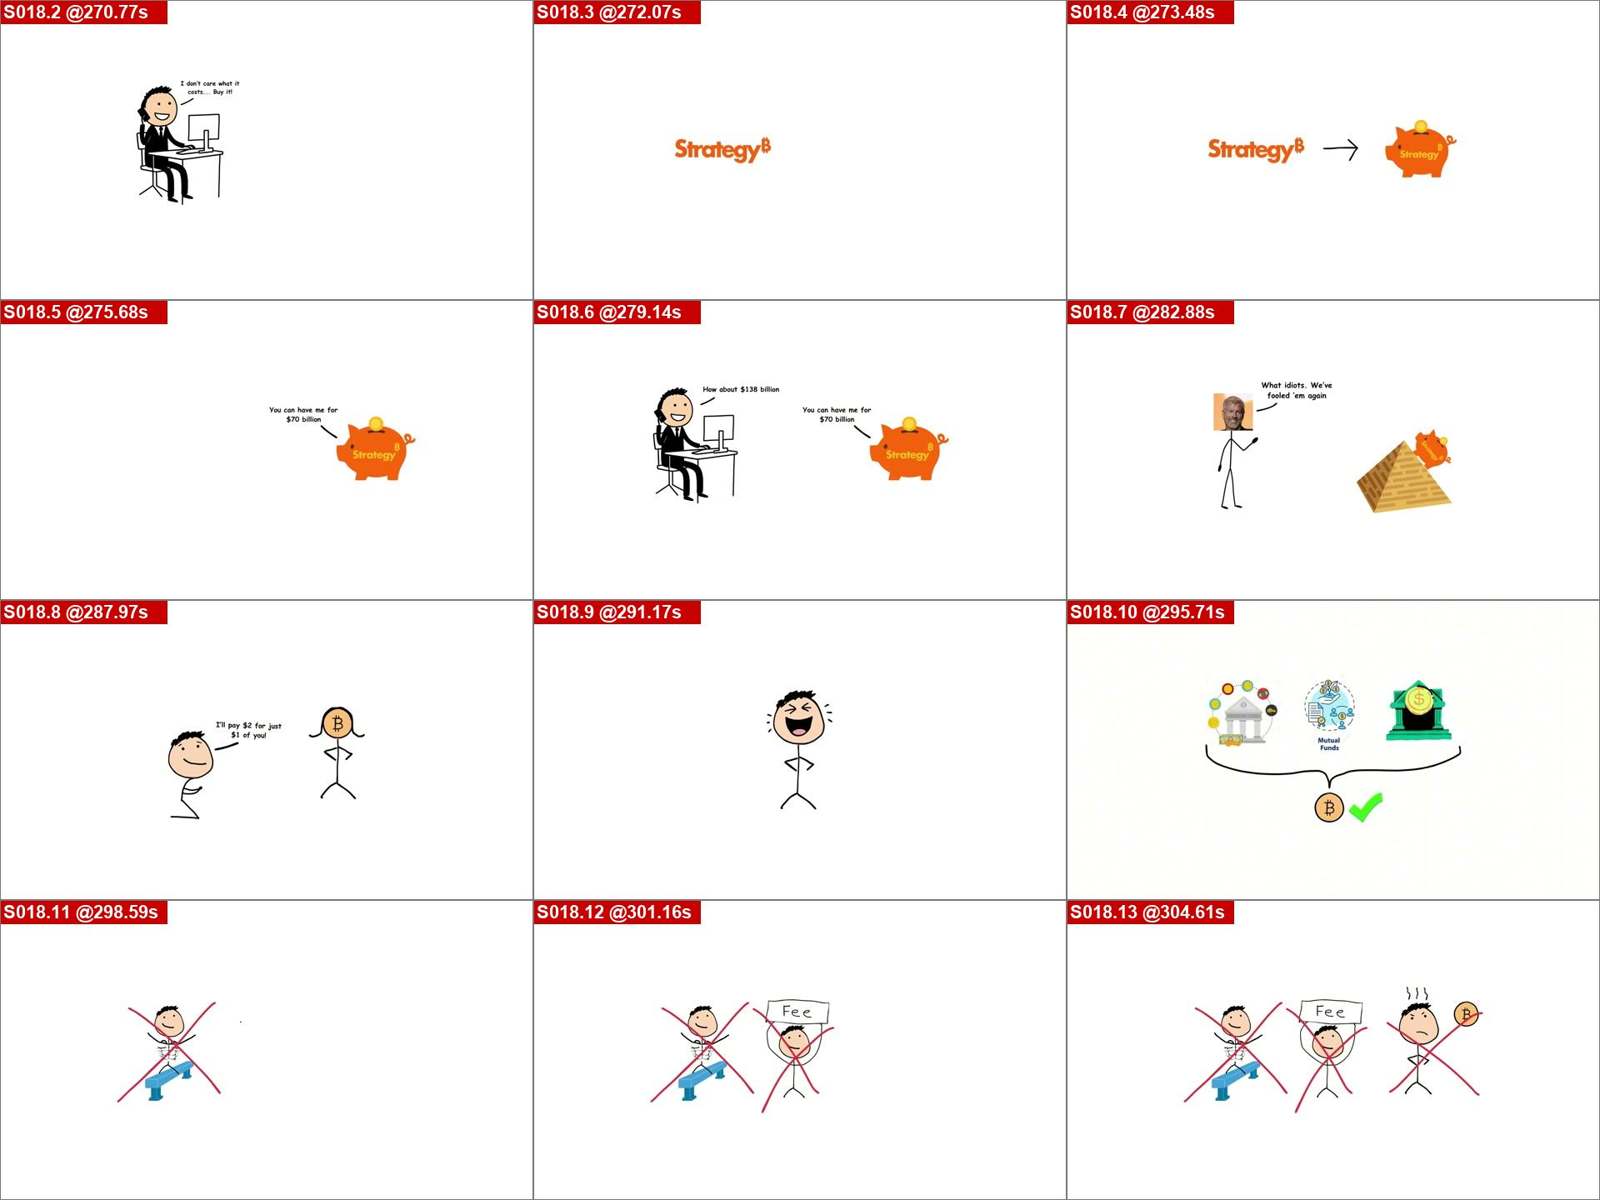 S018.2 @270.77s
I don't care what it
costs... Buy it!
S018.3 @272.07s
Strategy₿
S018.4 @273.48s
Strategy₿
Strategy₿
S018.5 @275.68s
You can have me for
$70 billion
Strategy₿
S018.6 @279.14s
How about $138 billion
You can have me for
$70 billion
Strategy₿
S018.7 @282.88s
What idiots. We've
fooled 'em again
S018.8 @287.97s
I'll pay $2 for just
$1 of you!
₿
S018.9 @291.17s
S018.10 @295.71s
$
Mutual
Funds
₿
S018.11 @298.59s
S018.12 @301.16s
Fee
S018.13 @304.61s
Fee
₿